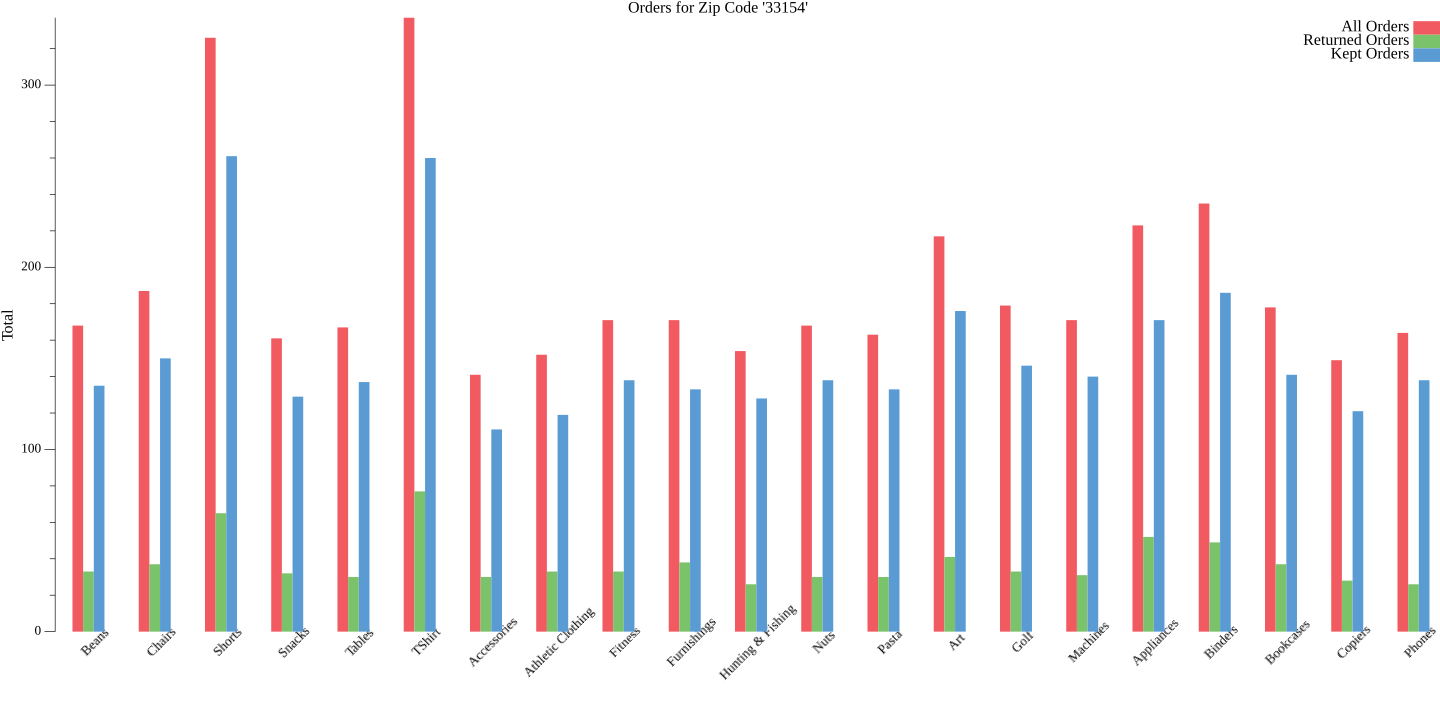 Orders for Zip Code '33154'
All Orders
Returned Orders
Kept Orders
Total
300
200
100
0
Beans
Chairs
Shorts
Snacks
Tables
TShirt
Accessories
Athletic Clothing
Fitness
Furnishings
Hunting & Fishing
Nuts
Pasta
Art
Golf
Machines
Appliances
Binders
Bookcases
Copiers
Phones